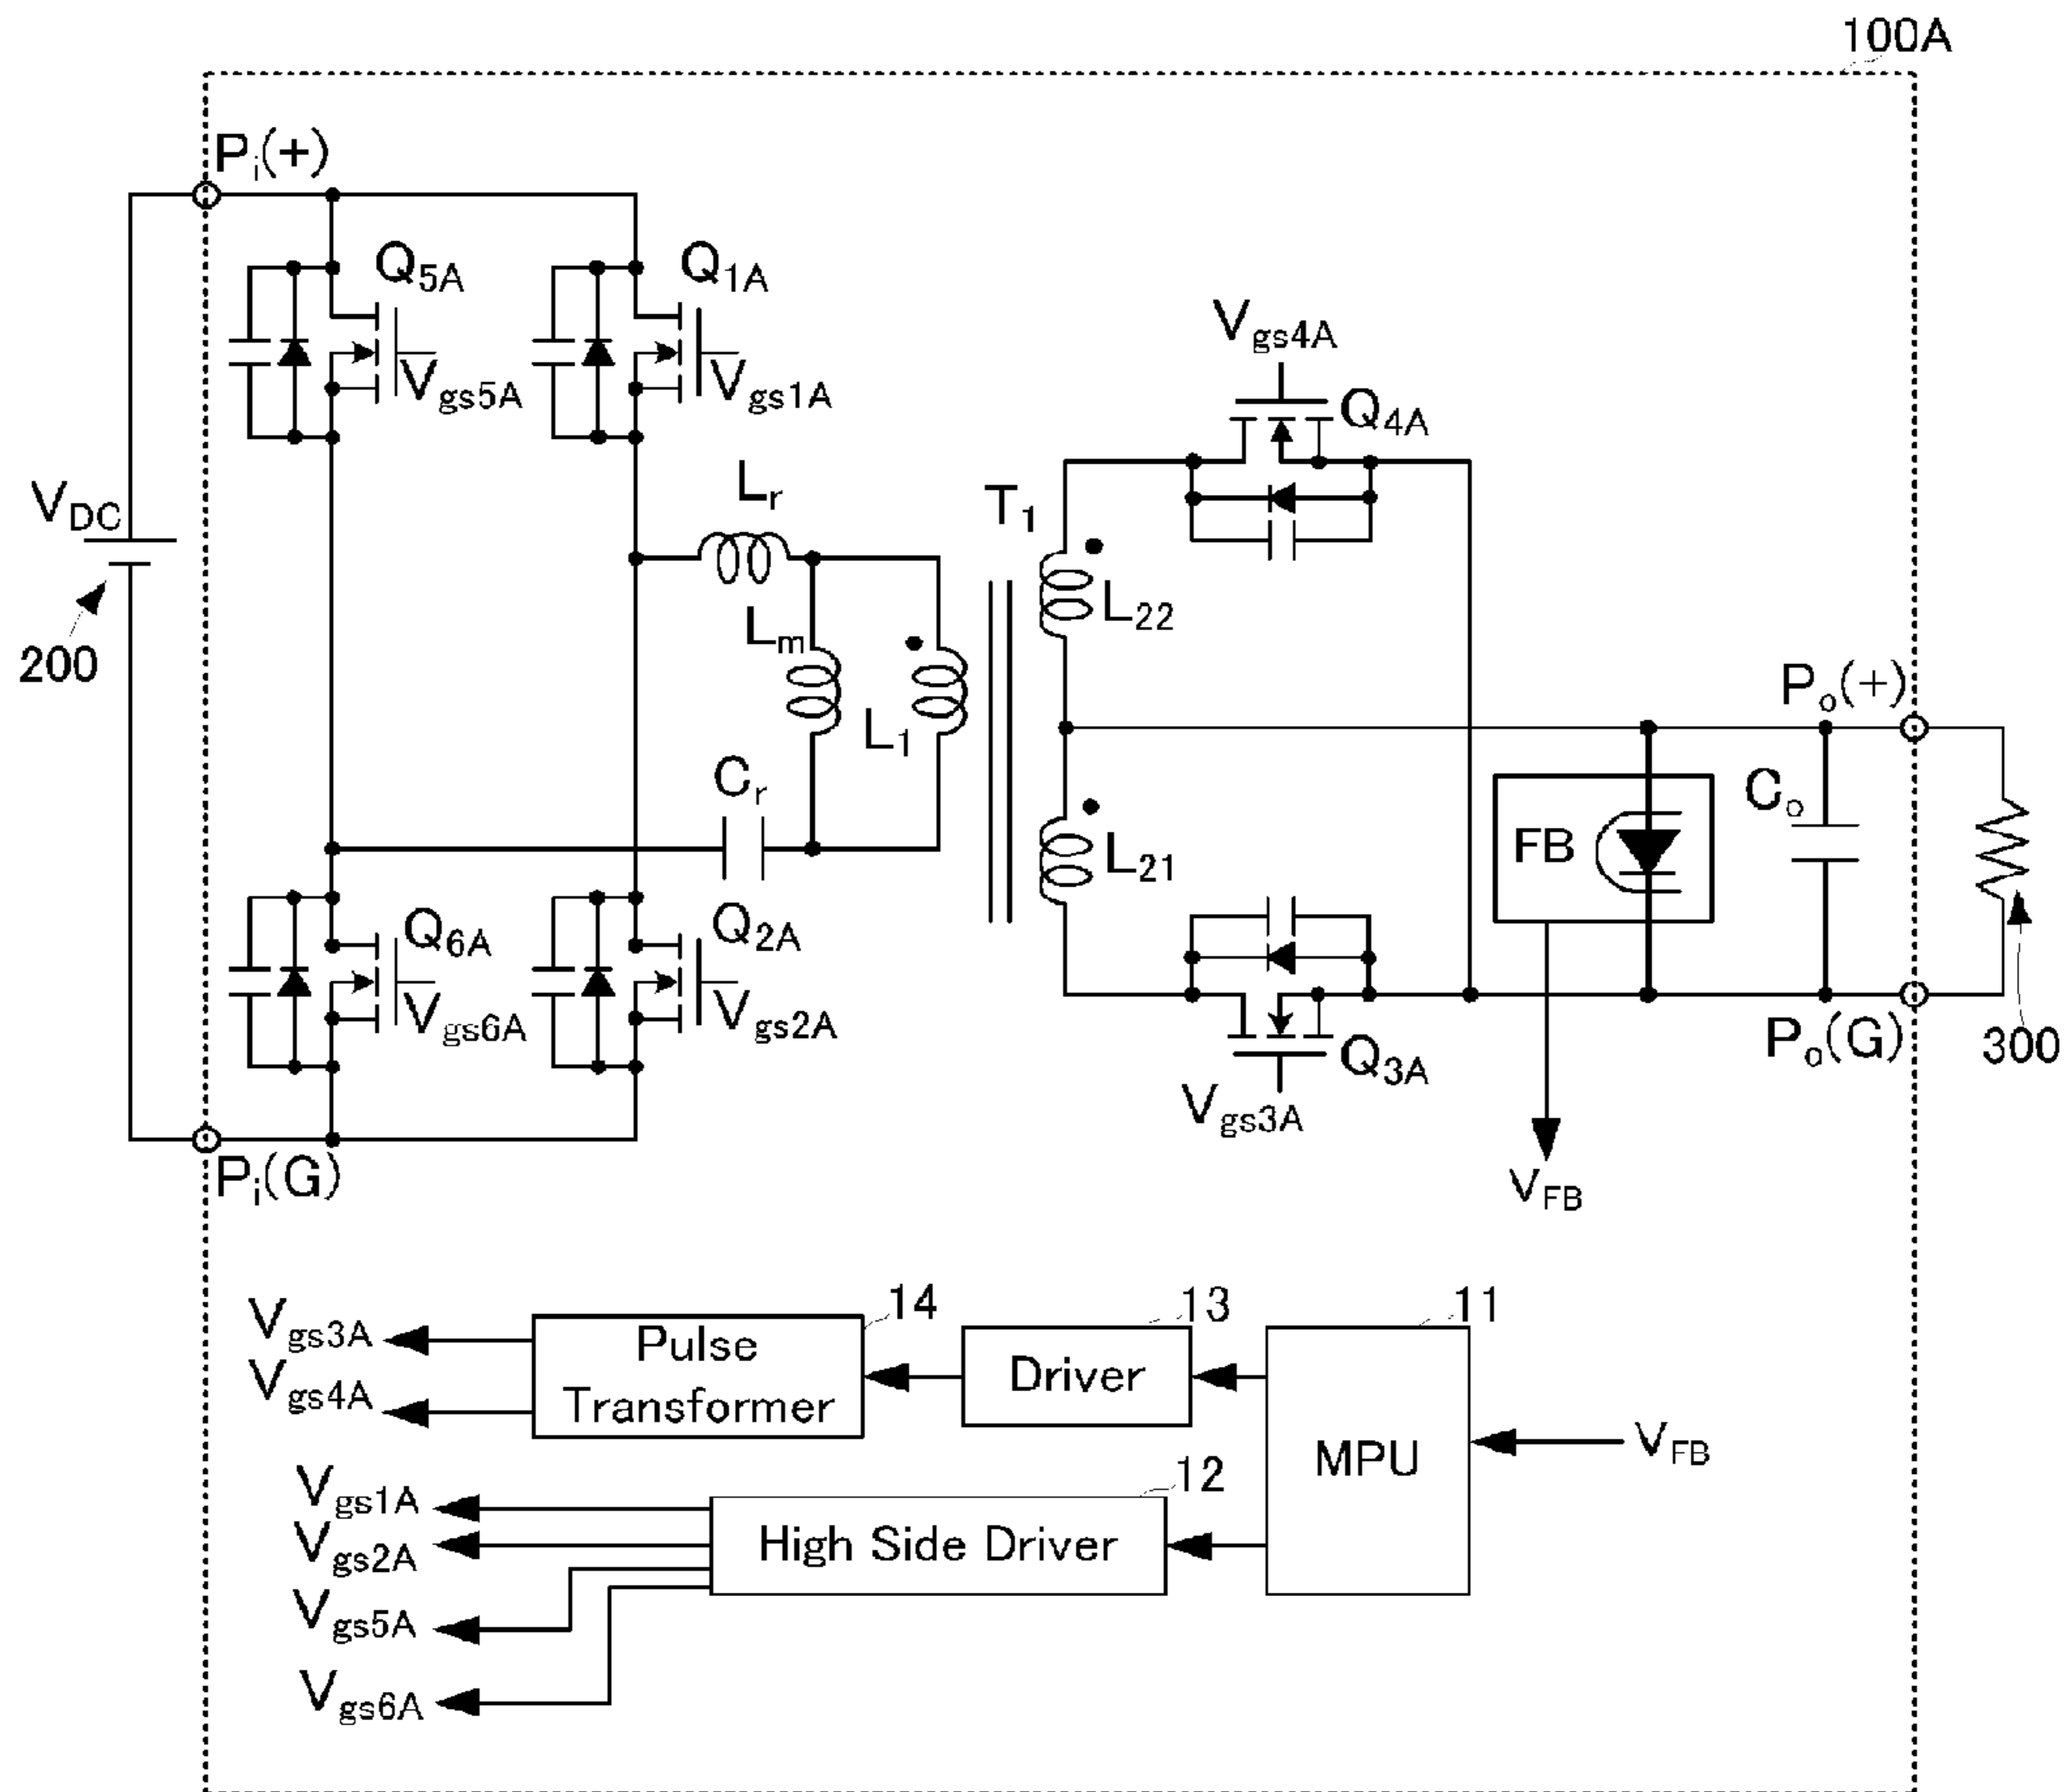 100A
Pi(+)
Q5A
Q1A
Vgs5A
Vgs1A
Vgs4A
Q4A
VDC
Lr
T1
200
Lm
L22
L1
Po(+)
Cr
Co
FB
L21
Q6A
Q2A
Vgs6A
Vgs2A
Q3A
Po(G)
300
Vgs3A
Pi(G)
VFB
14
13
11
Vgs3A
Vgs4A
Pulse
Transformer
Driver
MPU
VFB
12
Vgs1A
Vgs2A
High Side Driver
Vgs5A
Vgs6A